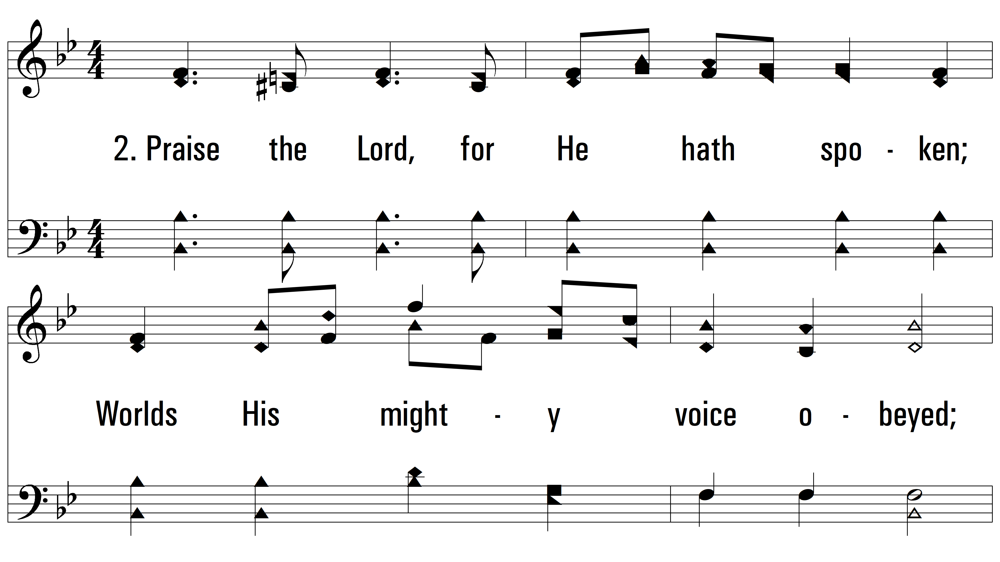 2. Praise the Lord, for He hath spo - ken;
Worlds His might - y voice o - beyed;